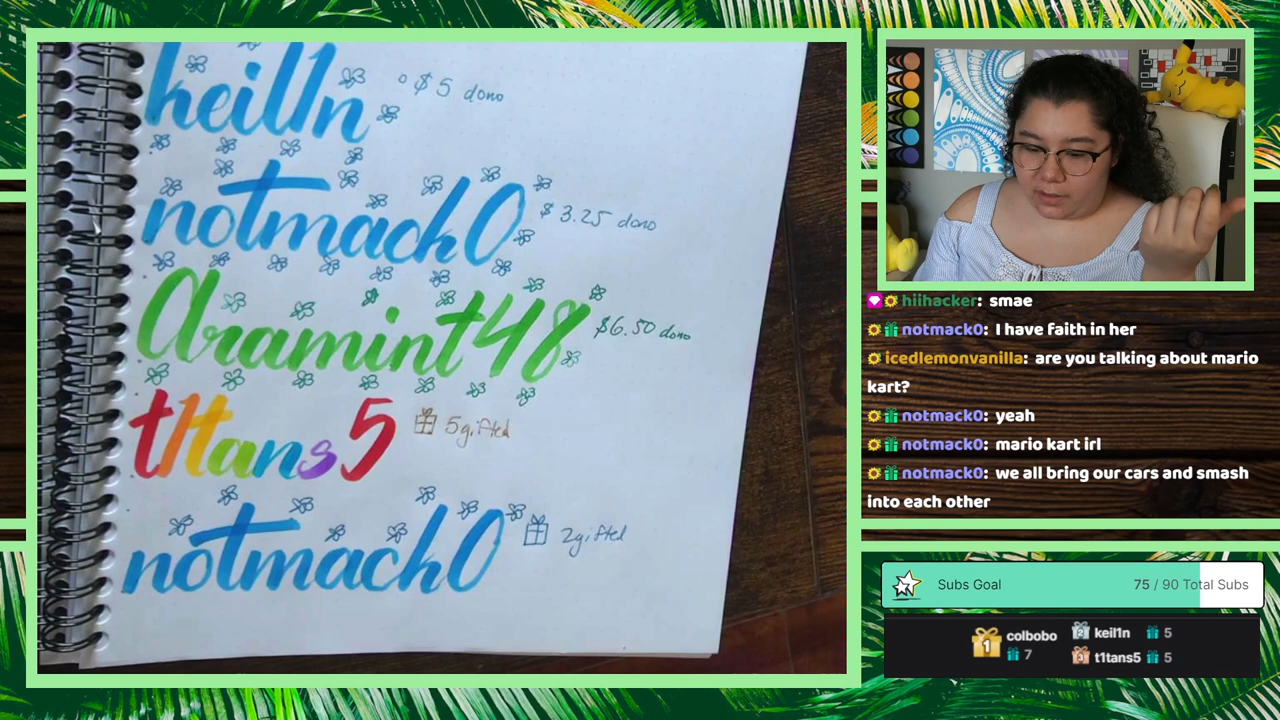 keil1n
$5 dono
notmack0
$3.25 dono
Aramint48
$6.50 dono
t1tans5
5 gifted
notmack0
2 gifted
hiihacker: smae
notmack0: I have faith in her
icedlemonvanilla: are you talking about mario
kart?
notmack0: yeah
notmack0: mario kart irl
notmack0: we all bring our cars and smash
into each other
Subs Goal 75 / 90 Total Subs
1 colbobo 7
2 keil1n 5
3 t1tans5 5